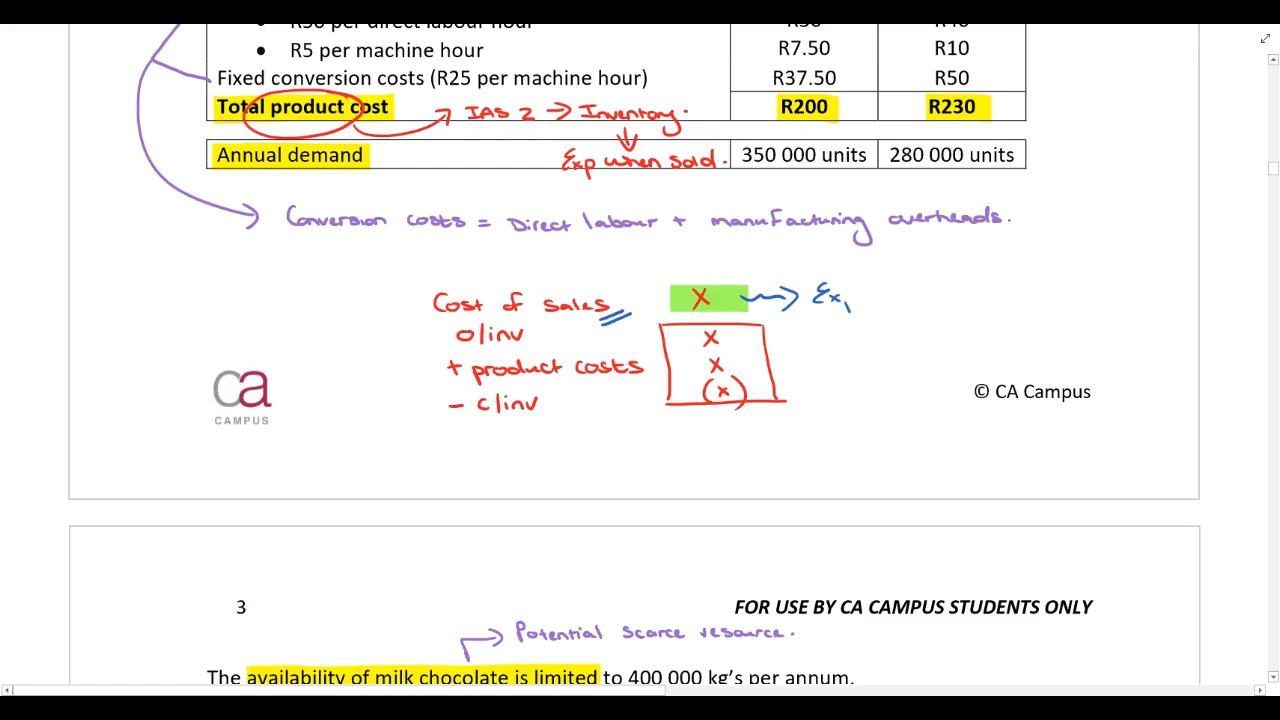 R5 per machine hour R7.50 R10
Fixed conversion costs (R25 per machine hour) R37.50 R50
Total product cost IAS 2 → Inventory. R200 R230
Annual demand Exp when sold. 350 000 units 280 000 units
Conversion costs = Direct labour + manufacturing overheads.
Cost of sales X → Ex,
o/inv x
+ product costs x
- c/inv (x)
ca
CAMPUS
© CA Campus
3 FOR USE BY CA CAMPUS STUDENTS ONLY
Potential scarce resource.
The availability of milk chocolate is limited to 400 000 kg's per annum.